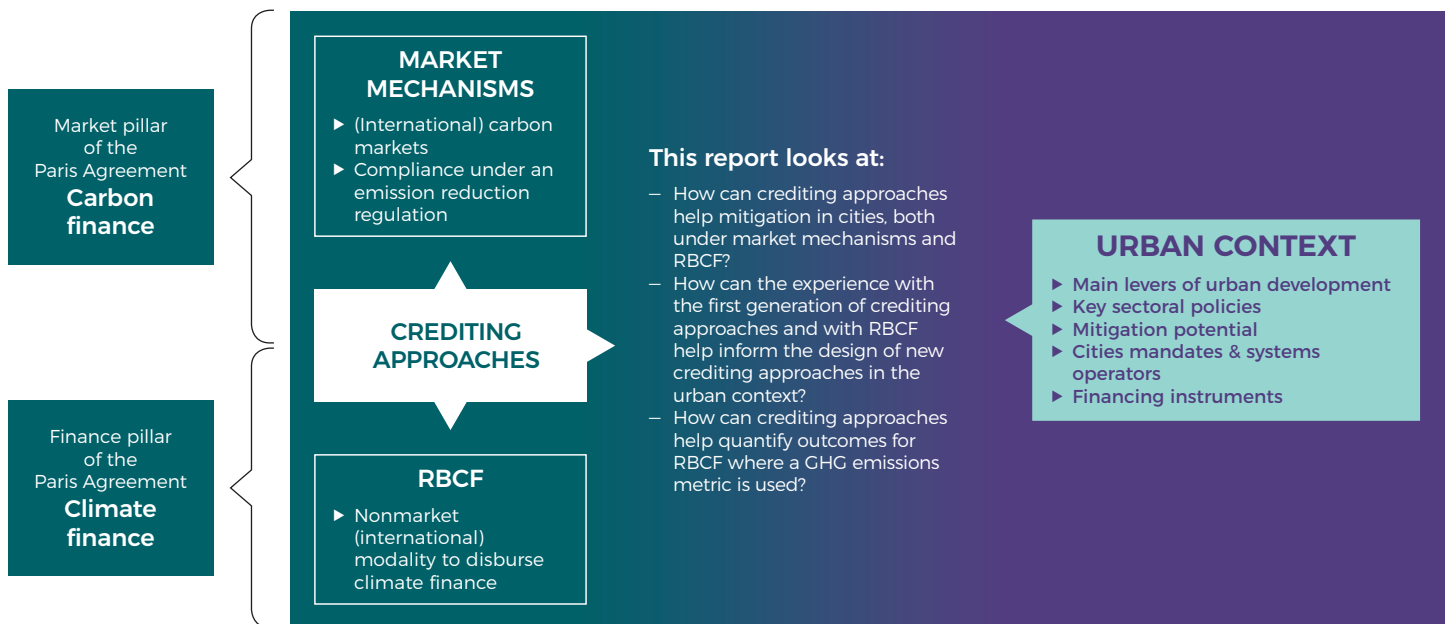 Market pillar
of the
Paris Agreement
Carbon
finance
Finance pillar
of the
Paris Agreement
Climate
finance
MARKET
MECHANISMS
▶ (International) carbon
markets
▶ Compliance under an
emission reduction
regulation
CREDITING
APPROACHES
RBCF
▶ Nonmarket
(international)
modality to disburse
climate finance
This report looks at:
— How can crediting approaches
help mitigation in cities, both
under market mechanisms and
RBCF?
— How can the experience with
the first generation of crediting
approaches and with RBCF
help inform the design of new
crediting approaches in the
urban context?
— How can crediting approaches
help quantify outcomes for
RBCF where a GHG emissions
metric is used?
URBAN CONTEXT
▶ Main levers of urban development
▶ Key sectoral policies
▶ Mitigation potential
▶ Cities mandates & systems
operators
▶ Financing instruments